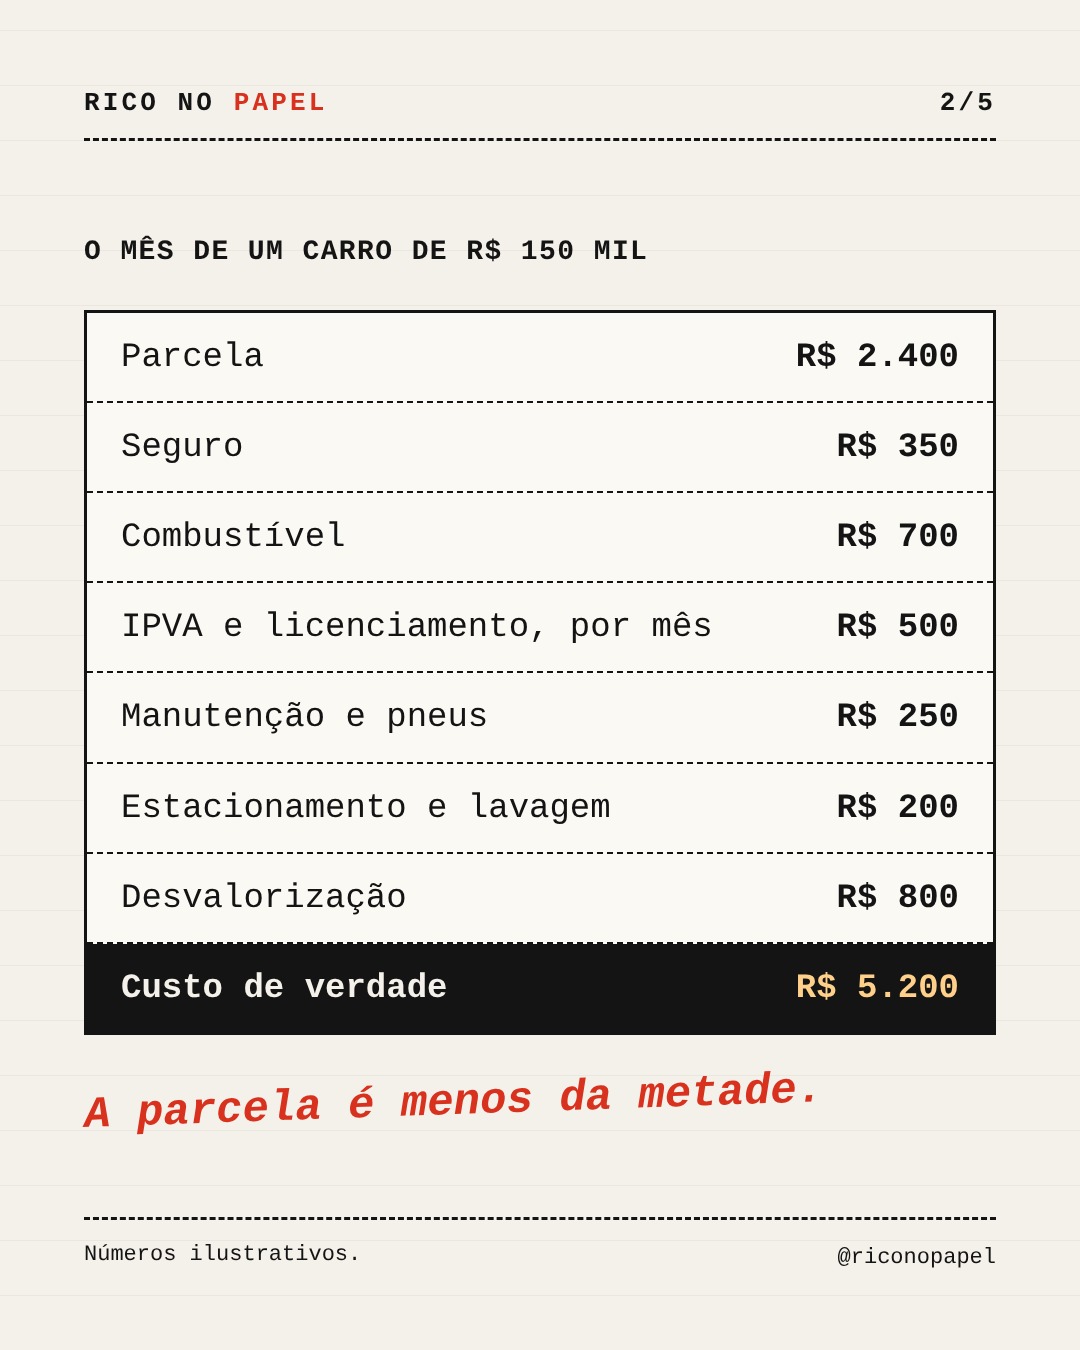 RICO NO PAPEL 2/5
O MÊS DE UM CARRO DE R$ 150 MIL
Parcela R$ 2.400
Seguro R$ 350
Combustível R$ 700
IPVA e licenciamento, por mês R$ 500
Manutenção e pneus R$ 250
Estacionamento e lavagem R$ 200
Desvalorização R$ 800
Custo de verdade R$ 5.200
A parcela é menos da metade.
Números ilustrativos. @riconopapel